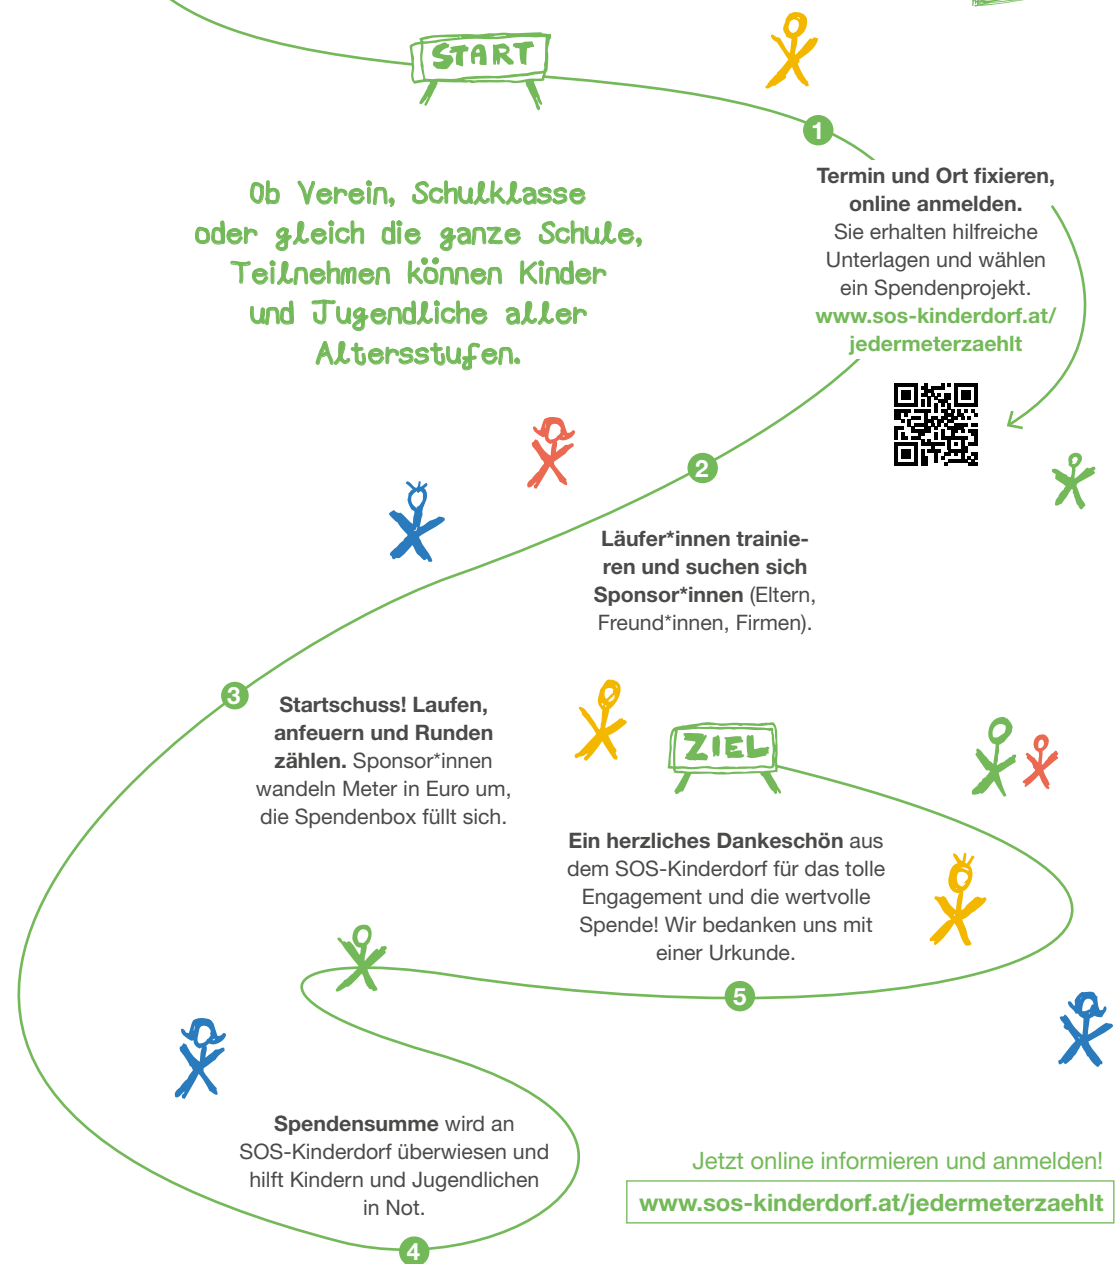 START
1
Termin und Ort fixieren,
online anmelden.
Sie erhalten hilfreiche
Unterlagen und wählen
ein Spendenprojekt.
www.sos-kinderdorf.at/
jedermeterzaehlt
Ob Verein, Schulklasse
oder gleich die ganze Schule,
Teilnehmen können Kinder
und Jugendliche aller
Altersstufen.
2
Läufer*innen trainie-
ren und suchen sich
Sponsor*innen (Eltern,
Freund*innen, Firmen).
3
Startschuss! Laufen,
anfeuern und Runden
zählen. Sponsor*innen
wandeln Meter in Euro um,
die Spendenbox füllt sich.
ZIEL
Ein herzliches Dankeschön aus
dem SOS-Kinderdorf für das tolle
Engagement und die wertvolle
Spende! Wir bedanken uns mit
einer Urkunde.
5
Spendensumme wird an
SOS-Kinderdorf überwiesen und
hilft Kindern und Jugendlichen
in Not.
4
Jetzt online informieren und anmelden!
www.sos-kinderdorf.at/jedermeterzaehlt